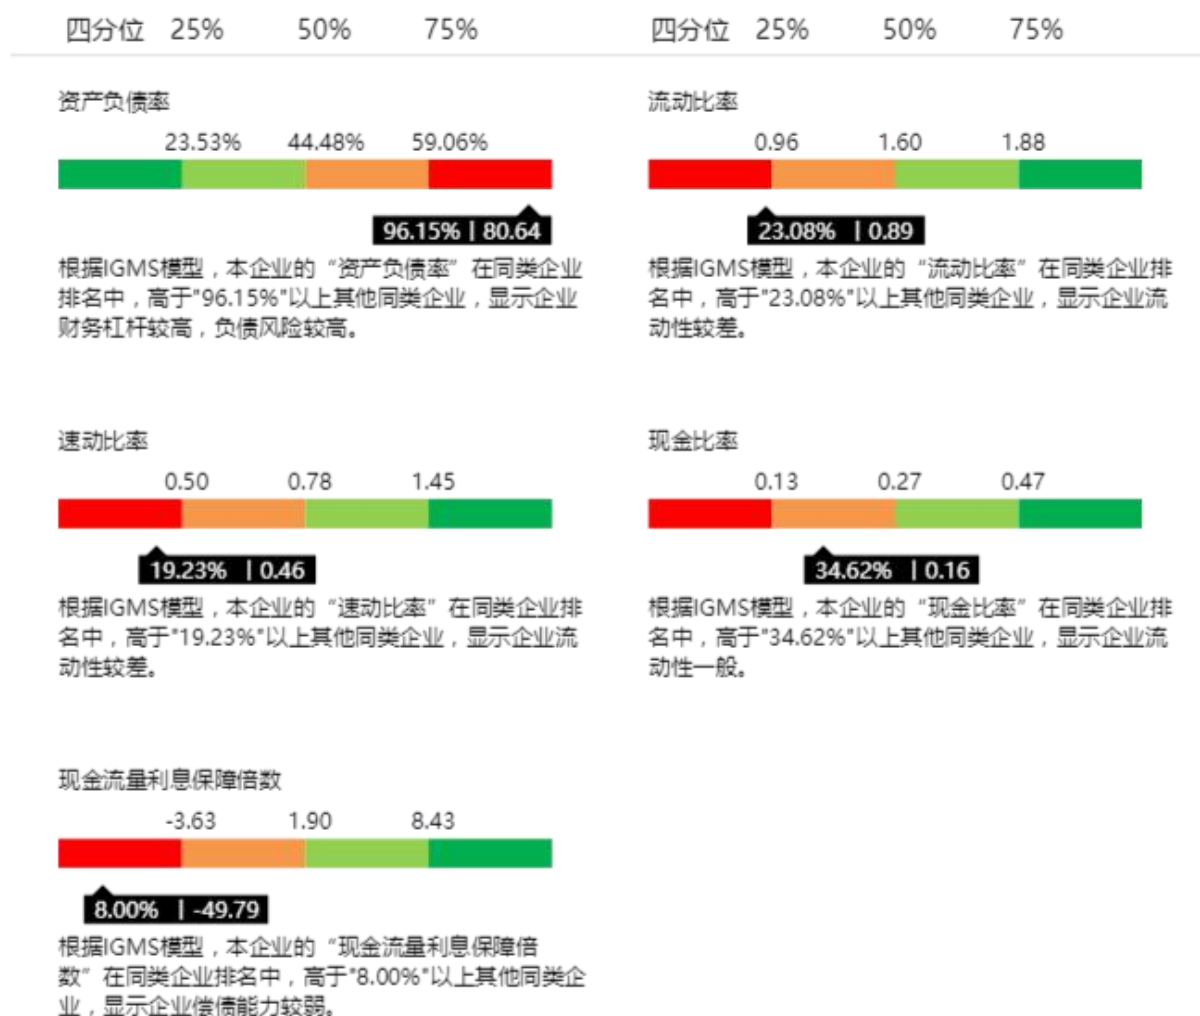 四分位 25% 50% 75%
四分位 25% 50% 75%
资产负债率
23.53% 44.48% 59.06%
96.15% | 80.64
根据IGMS模型，本企业的“资产负债率”在同类企业
排名中，高于"96.15%"以上其他同类企业，显示企业
财务杠杆较高，负债风险较高。
流动比率
0.96 1.60 1.88
23.08% | 0.89
根据IGMS模型，本企业的“流动比率”在同类企业排
名中，高于"23.08%"以上其他同类企业，显示企业流
动性较差。
速动比率
0.50 0.78 1.45
19.23% | 0.46
根据IGMS模型，本企业的“速动比率”在同类企业排
名中，高于"19.23%"以上其他同类企业，显示企业流
动性较差。
现金比率
0.13 0.27 0.47
34.62% | 0.16
根据IGMS模型，本企业的“现金比率”在同类企业排
名中，高于"34.62%"以上其他同类企业，显示企业流
动性一般。
现金流量利息保障倍数
-3.63 1.90 8.43
8.00% | -49.79
根据IGMS模型，本企业的“现金流量利息保障倍
数”在同类企业排名中，高于"8.00%"以上其他同类企
业，显示企业偿债能力较弱。